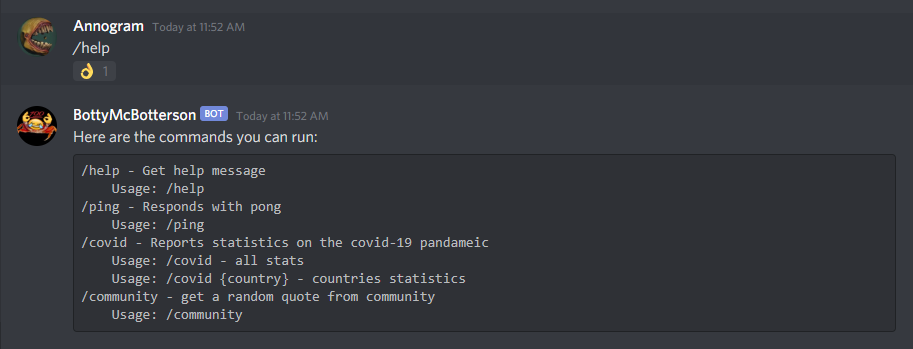 Annogram Today at 11:52 AM
/help
👌 1
BottyMcBotterson BOT Today at 11:52 AM
Here are the commands you can run:
/help - Get help message
    Usage: /help
/ping - Responds with pong
    Usage: /ping
/covid - Reports statistics on the covid-19 pandameic
    Usage: /covid - all stats
    Usage: /covid {country} - countries statistics
/community - get a random quote from community
    Usage: /community